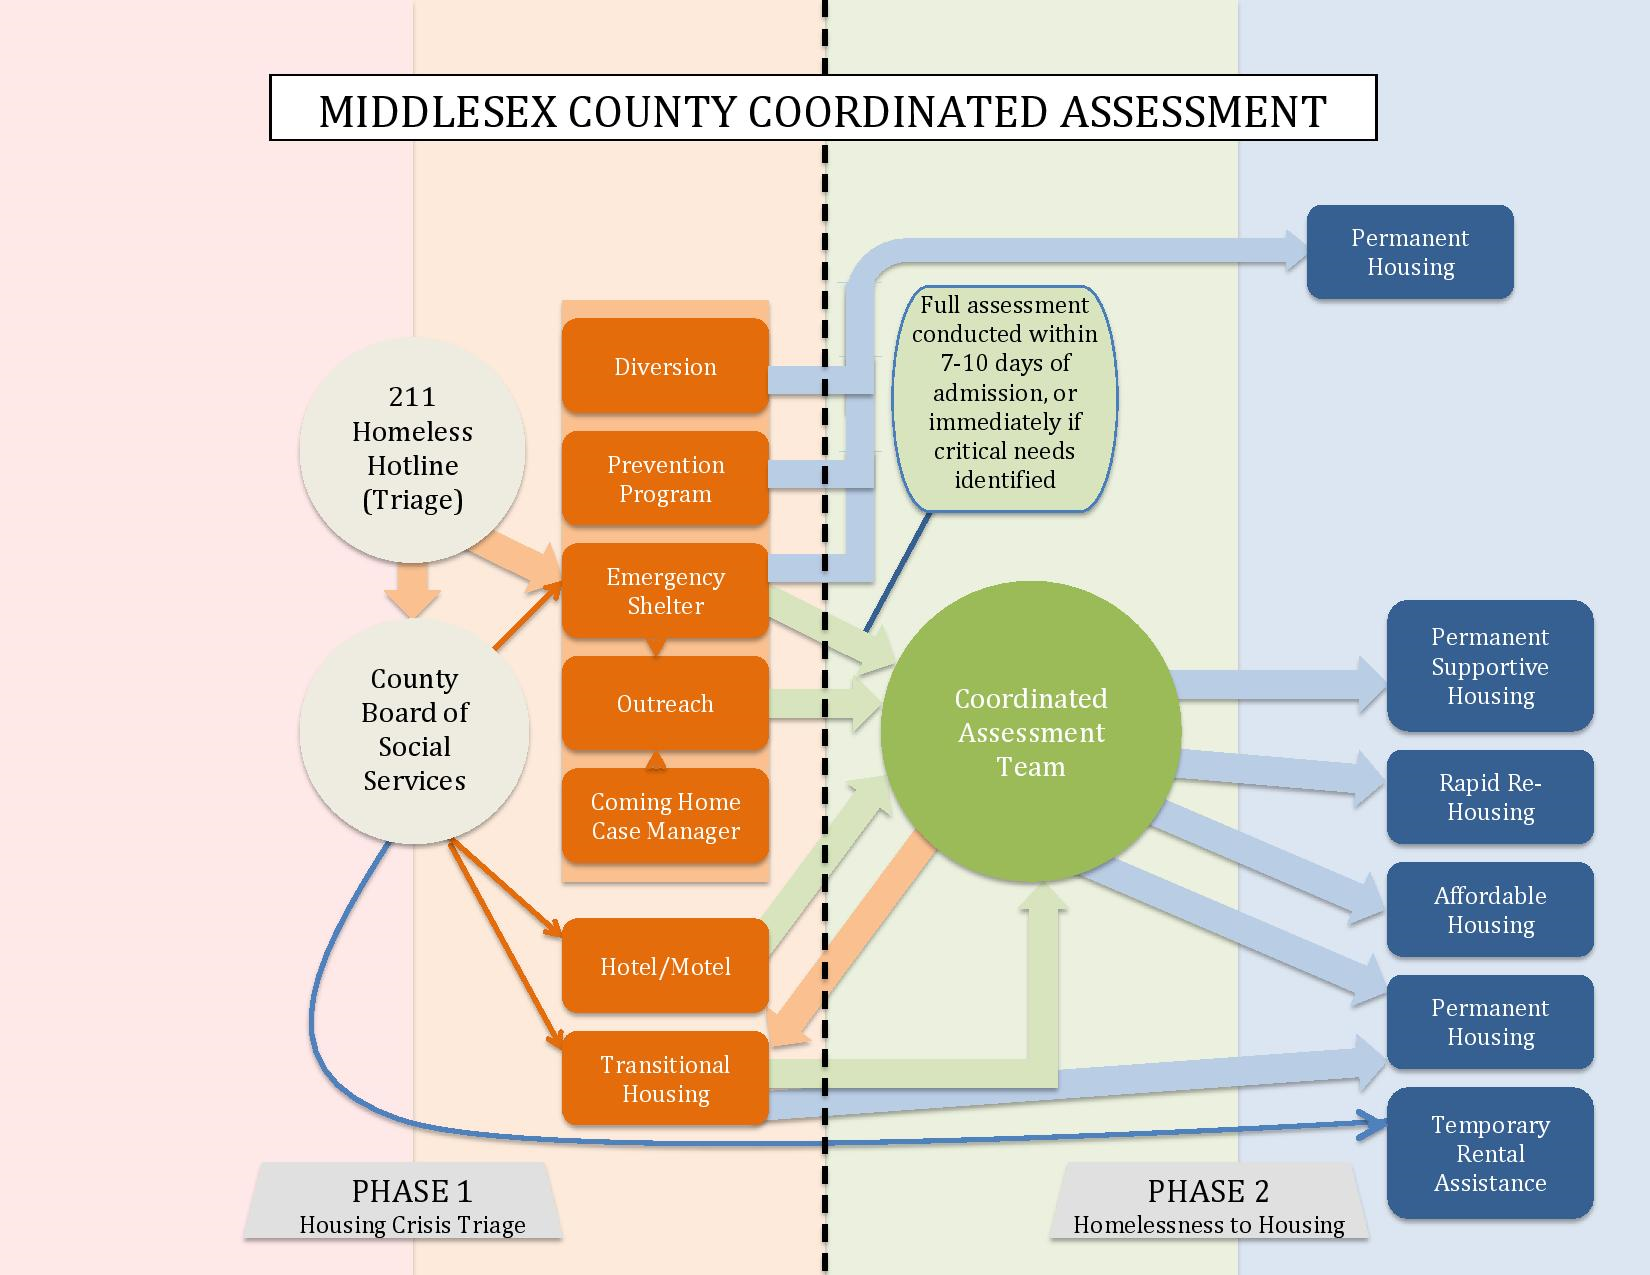 MIDDLESEX COUNTY COORDINATED ASSESSMENT
Permanent
Housing
Full assessment
conducted within
7-10 days of
admission, or
immediately if
critical needs
identified
211
Homeless
Hotline
(Triage)
County
Board of
Social
Services
Diversion
Prevention
Program
Emergency
Shelter
Outreach
Coming Home
Case Manager
Hotel/Motel
Transitional
Housing
Coordinated
Assessment
Team
Permanent
Supportive
Housing
Rapid Re-
Housing
Affordable
Housing
Permanent
Housing
Temporary
Rental
Assistance
PHASE 1
Housing Crisis Triage
PHASE 2
Homelessness to Housing